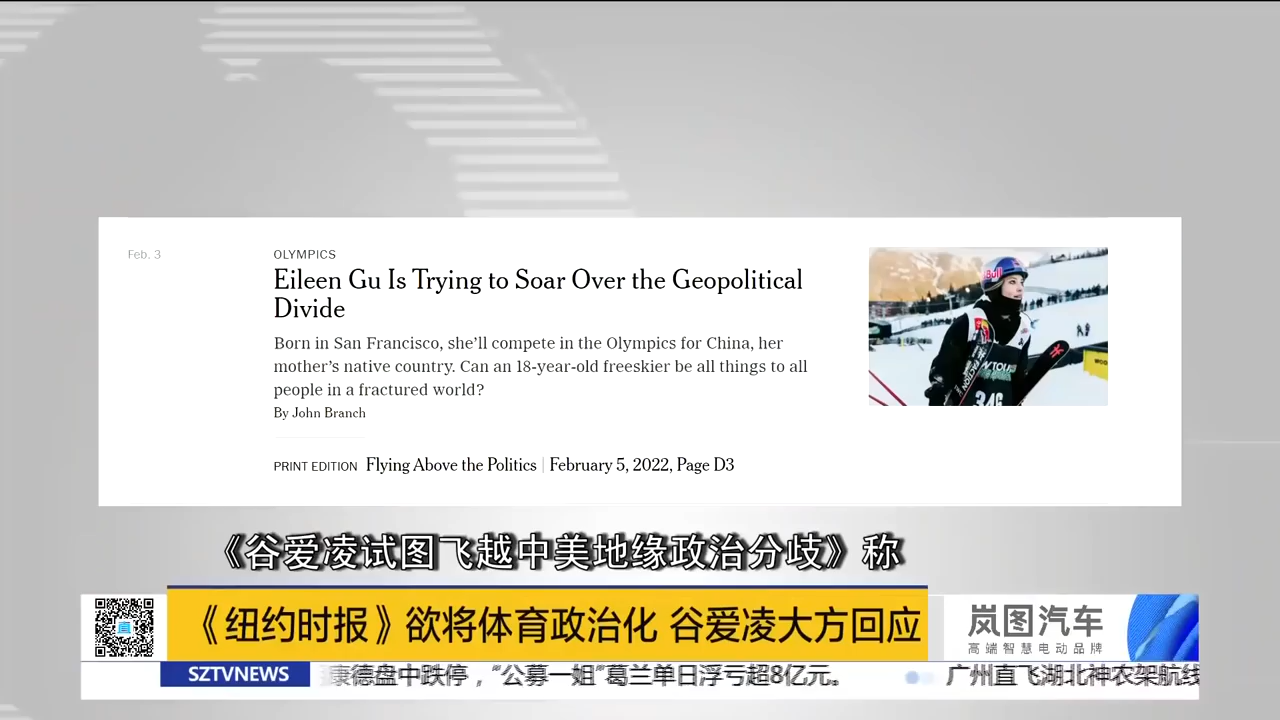 Feb. 3
OLYMPICS
Eileen Gu Is Trying to Soar Over the Geopolitical
Divide
Born in San Francisco, she'll compete in the Olympics for China, her
mother's native country. Can an 18-year-old freeskier be all things to all
people in a fractured world?
By John Branch
PRINT EDITION Flying Above the Politics | February 5, 2022, Page D3
Bull
346
《谷爱凌试图飞越中美地缘政治分歧》称
《纽约时报》欲将体育政治化 谷爱凌大方回应
岚图汽车
高端智慧电动品牌
SZTVNEWS
康德盘中跌停，“公募一姐”葛兰单日浮亏超8亿元。 广州直飞湖北神农架航线